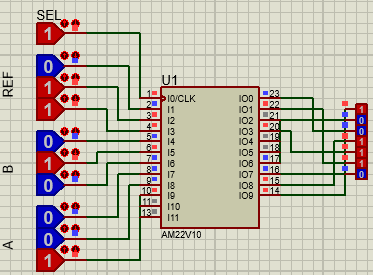 SEL
1
REF
0
1
1
B
0
1
0
A
0
0
1
U1
1 I0/CLK IO0 23
2 I1 IO1 22
3 I2 IO2 21
4 I3 IO3 20
5 I4 IO4 19
6 I5 IO5 18
7 I6 IO6 17
8 I7 IO7 16
9 I8 IO8 15
10 I9 IO9 14
11 I10
13 I11
AM22V10
1
0
0
1
1
1
0